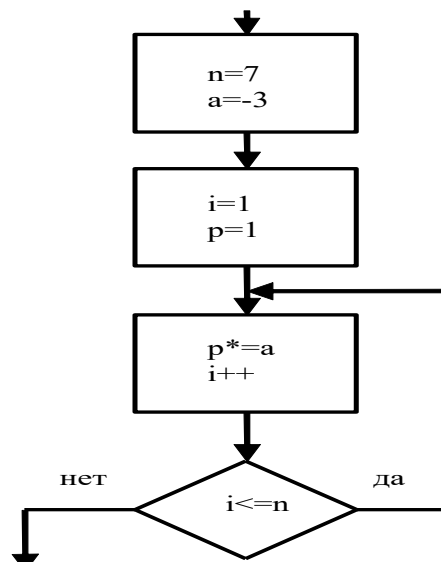 n=7
a=-3
i=1
p=1
p*=a
i++
нет
да
i<=n